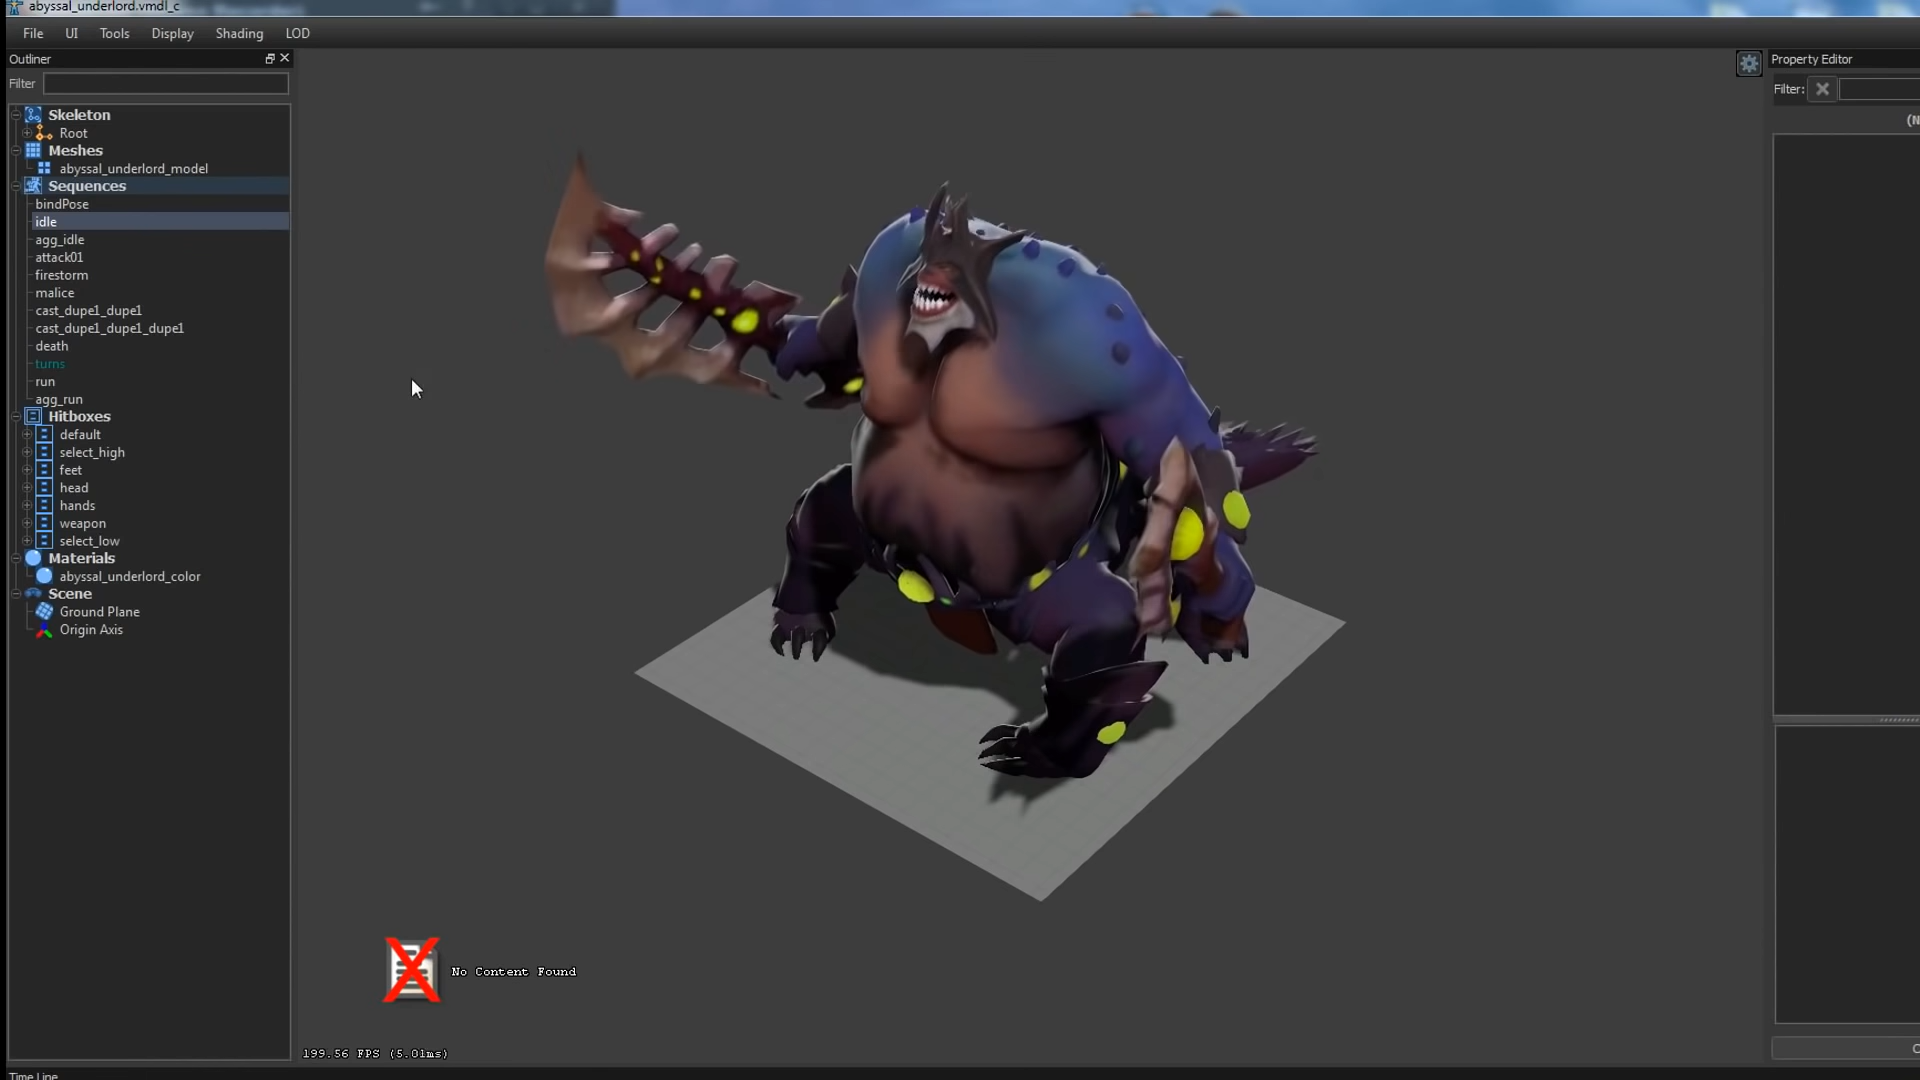 abyssal_underlord.vmdl_c
File UI Tools Display Shading LOD
Outliner
Filter
Skeleton
Root
Meshes
abyssal_underlord_model
Sequences
bindPose
idle
agg_idle
attack01
firestorm
malice
cast_dupe1_dupe1
cast_dupe1_dupe1_dupe1
death
turns
run
agg_run
Hitboxes
default
select_high
feet
head
hands
weapon
select_low
Materials
abyssal_underlord_color
Scene
Ground Plane
Origin Axis
No Content Found
199.56 FPS (5.01ms)
Time Line
Property Editor
Filter:
(N